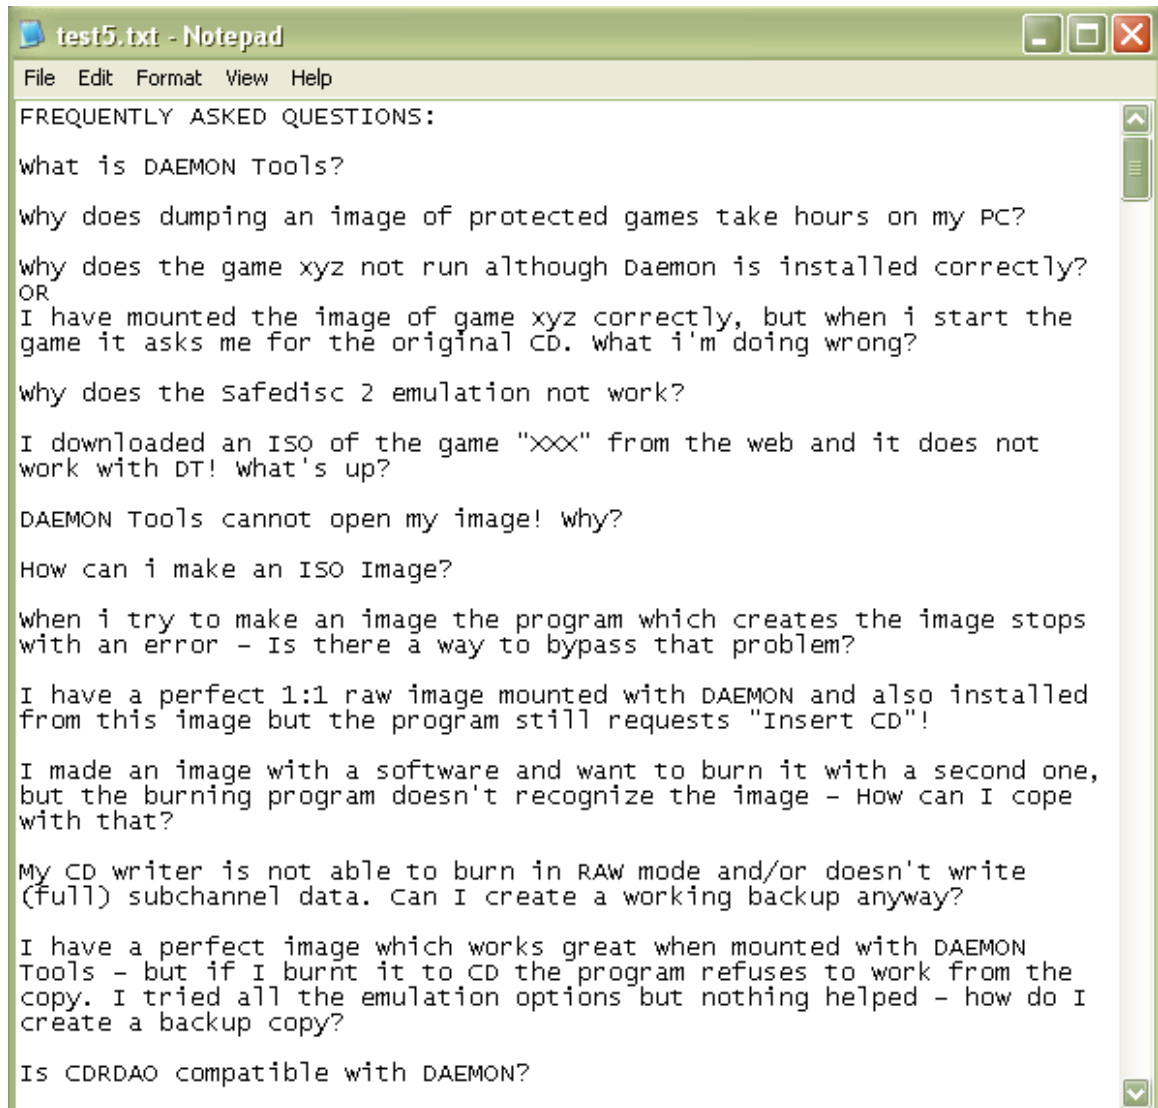 test5.txt - Notepad
File Edit Format View Help
FREQUENTLY ASKED QUESTIONS:
What is DAEMON Tools?
Why does dumping an image of protected games take hours on my PC?
Why does the game xyz not run although Daemon is installed correctly?
OR
I have mounted the image of game xyz correctly, but when i start the
game it asks me for the original CD. What i'm doing wrong?
Why does the Safedisc 2 emulation not work?
I downloaded an ISO of the game "XXX" from the web and it does not
work with DT! What's up?
DAEMON Tools cannot open my image! Why?
How can i make an ISO Image?
When i try to make an image the program which creates the image stops
with an error – Is there a way to bypass that problem?
I have a perfect 1:1 raw image mounted with DAEMON and also installed
from this image but the program still requests "Insert CD"!
I made an image with a software and want to burn it with a second one,
but the burning program doesn't recognize the image – How can I cope
with that?
My CD writer is not able to burn in RAW mode and/or doesn't write
(full) subchannel data. Can I create a working backup anyway?
I have a perfect image which works great when mounted with DAEMON
Tools – but if I burnt it to CD the program refuses to work from the
copy. I tried all the emulation options but nothing helped – how do I
create a backup copy?
Is CDRDAO compatible with DAEMON?